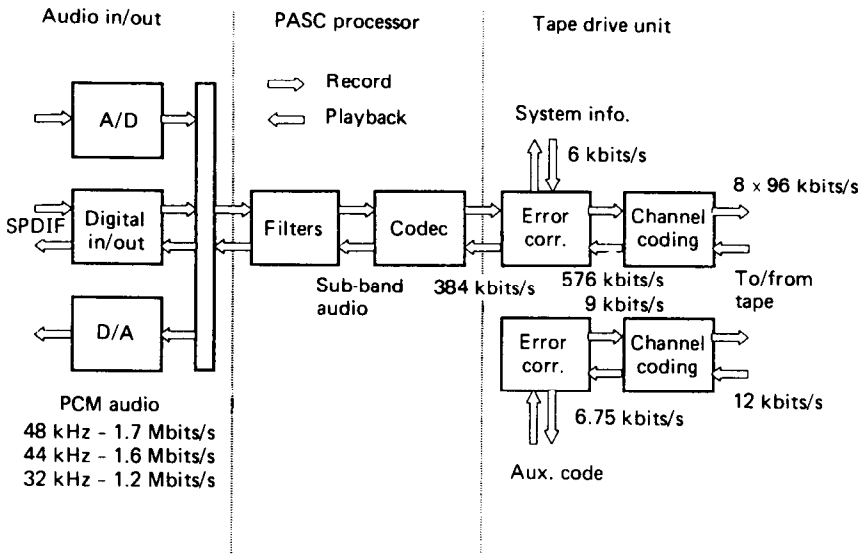 Audio in/out
PASC processor
Tape drive unit
Record
Playback
A/D
System info.
6 kbits/s
8 × 96 kbits/s
SPDIF
Digital
in/out
Filters
Codec
Error
corr.
Channel
coding
Sub-band
audio
384 kbits/s
576 kbits/s
9 kbits/s
To/from
tape
D/A
Error
corr.
Channel
coding
PCM audio
48 kHz - 1.7 Mbits/s
44 kHz - 1.6 Mbits/s
32 kHz - 1.2 Mbits/s
6.75 kbits/s
12 kbits/s
Aux. code